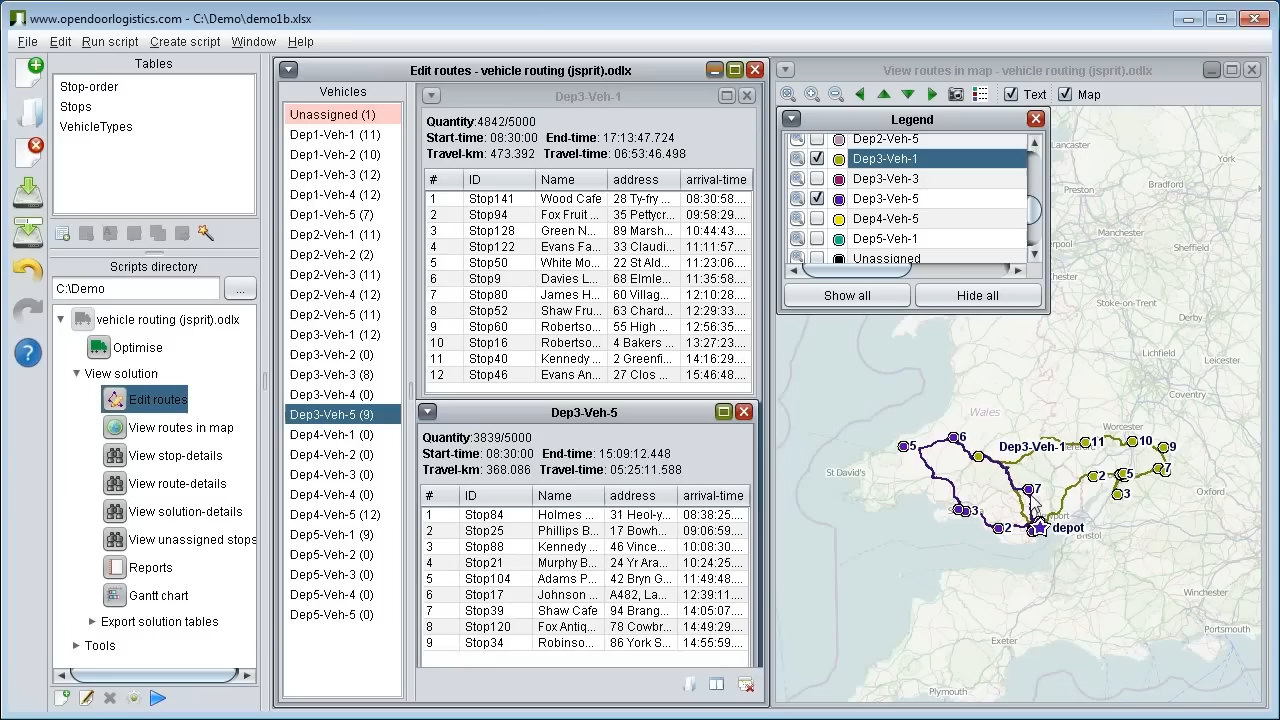 www.opendoorlogistics.com - C:\Demo\demo1b.xlsx
File Edit Run script Create script Window Help
Tables
Stop-order
Stops
VehicleTypes
Scripts directory
C:\Demo
...
vehicle routing (jsprit).odlx
Optimise
View solution
Edit routes
View routes in map
View stop-details
View route-details
View solution-details
View unassigned stops
Reports
Gantt chart
Export solution tables
Tools
Edit routes - vehicle routing (jsprit).odlx
Vehicles
Unassigned (1)
Dep1-Veh-1 (11)
Dep1-Veh-2 (10)
Dep1-Veh-3 (12)
Dep1-Veh-4 (12)
Dep1-Veh-5 (7)
Dep2-Veh-1 (11)
Dep2-Veh-2 (2)
Dep2-Veh-3 (11)
Dep2-Veh-4 (12)
Dep2-Veh-5 (11)
Dep3-Veh-1 (12)
Dep3-Veh-2 (0)
Dep3-Veh-3 (8)
Dep3-Veh-4 (0)
Dep3-Veh-5 (9)
Dep4-Veh-1 (0)
Dep4-Veh-2 (0)
Dep4-Veh-3 (0)
Dep4-Veh-4 (0)
Dep4-Veh-5 (12)
Dep5-Veh-1 (9)
Dep5-Veh-2 (0)
Dep5-Veh-3 (0)
Dep5-Veh-4 (0)
Dep5-Veh-5 (0)
Dep3-Veh-1
Quantity:4842/5000
Start-time: 08:30:00 End-time: 17:13:47.724
Travel-km: 473.392 Travel-time: 06:53:46.498
# ID Name address arrival-time
1 Stop141 Wood Cafe 28 Ty-fry ... 08:30:59...
2 Stop94 Fox Fruit ... 35 Pettycr... 09:58:49...
3 Stop128 Green N... 89 Marsh... 10:44:43...
4 Stop122 Evans Fa... 33 Claudi... 11:11:57...
5 Stop50 White Mo... 23 St Ald... 11:23:08...
6 Stop9 Davies L... 68 Elmle... 11:35:58...
7 Stop80 James H... 60 Villag... 12:10:28...
8 Stop52 Shaw Fru... 63 Chard... 12:29:31...
9 Stop7 Robertso... 55 High ... 12:56:35...
10 Stop16 Robertso... 4 Bakers ... 13:27:23...
11 Stop40 Kennedy ... 2 Greenfi... 14:16:28...
12 Stop46 Evans An... 27 Clos ... 15:46:48...
Dep3-Veh-5
Quantity:3839/5000
Start-time: 08:30:00 End-time: 15:09:12.448
Travel-km: 368.086 Travel-time: 05:25:11.588
# ID Name address arrival-time
1 Stop84 Holmes ... 31 Heol-y... 08:38:25....
2 Stop25 Phillips B... 17 Bowh... 09:06:59...
3 Stop88 Kennedy ... 46 Vince... 10:08:30....
4 Stop21 Murphy B... 24 Yr Ara... 10:24:25....
5 Stop104 Adams P... 42 Bryn G... 11:49:48....
6 Stop17 Johnson ... A482, La... 12:39:11....
7 Stop39 Shaw Cafe 94 Brang... 14:05:07....
8 Stop120 Fox Antiq... 78 Cowbr... 14:49:29....
9 Stop34 Robinso... 86 York S... 14:55:59....
View routes in map - vehicle routing (jsprit).odlx
Text Map
Legend
Dep2-Veh-5
Dep3-Veh-1
Dep3-Veh-3
Dep3-Veh-5
Dep4-Veh-5
Dep5-Veh-1
Unassigned
Show all Hide all
Lancaster
York
Preston
Bradford
Sheffield
Stoke-on-Trent
Derby
Lichfield
Leicester
Coventry
Wales
Worcester
Dep3-Veh-1
5 6 11 10 9
St David's
7 2 5 7
3
Oxford
3 2 depot
Bristol
Winchester
Portsmouth
Exeter
Plymouth